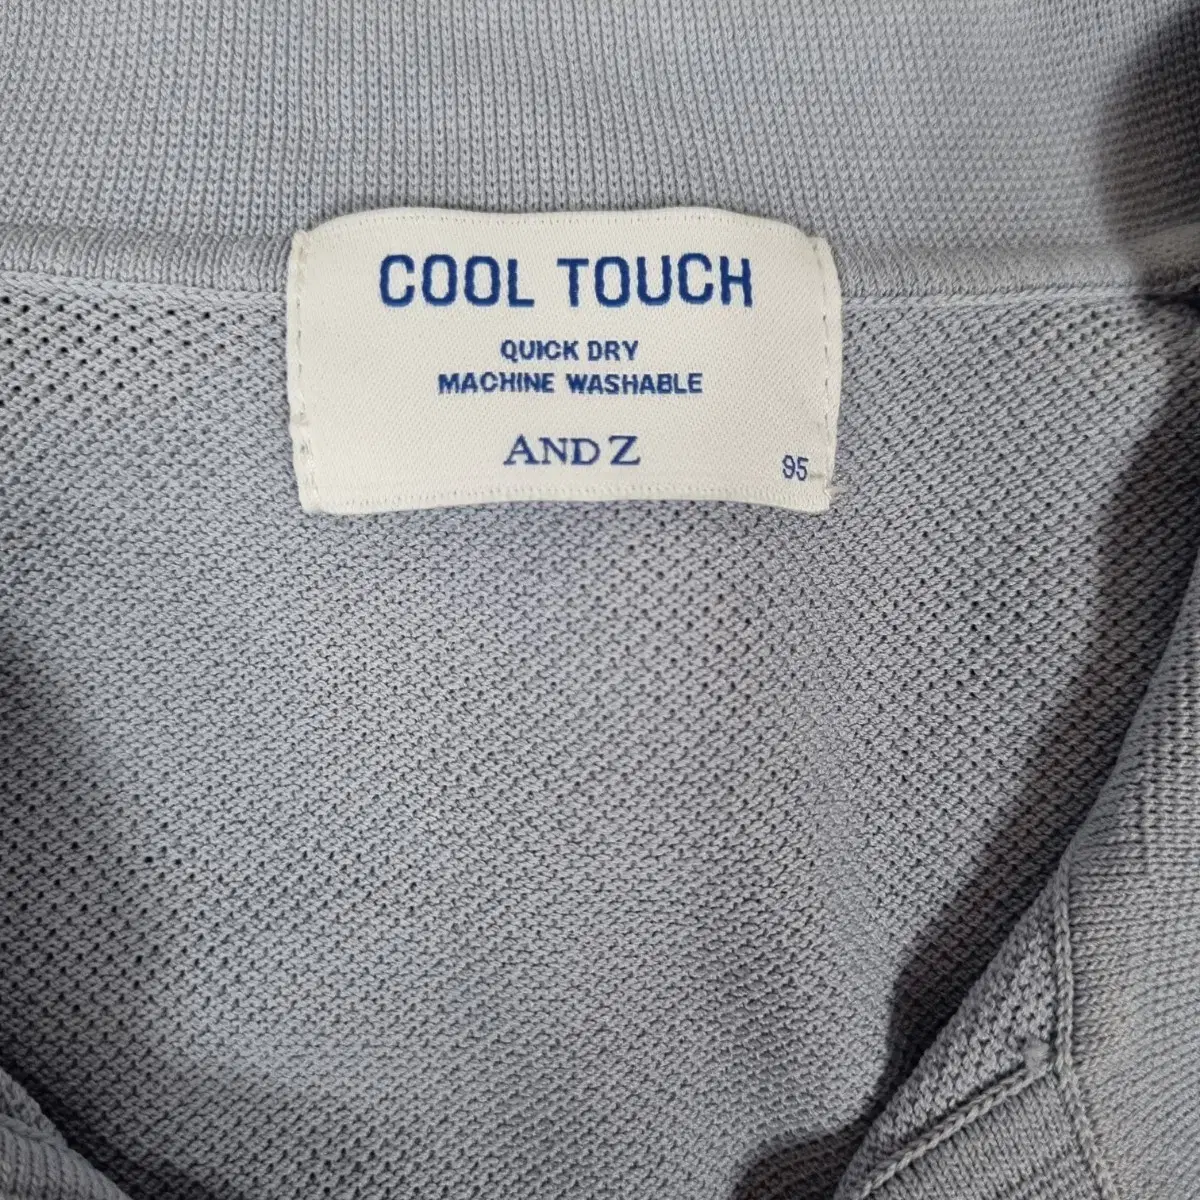 COOL TOUCH
QUICK DRY
MACHINE WASHABLE
AND Z
95